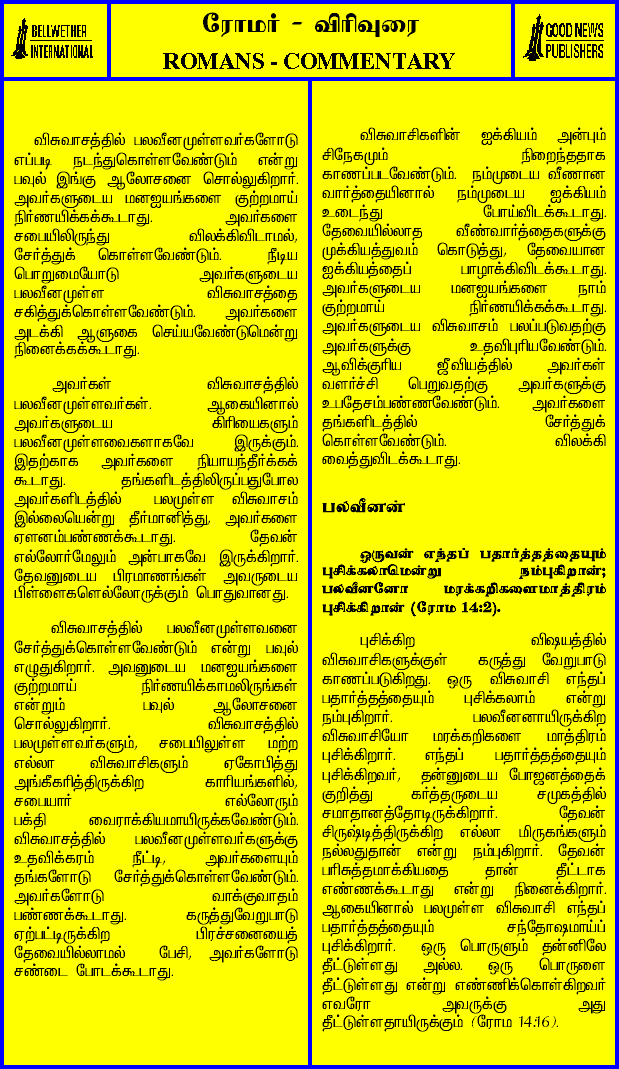 BELLWETHER
INTERNATIONAL
ரோமர் - விரிவுரை
ROMANS - COMMENTARY
GOOD NEWS
PUBLISHERS
விசுவாசத்தில் பலவீனமுள்ளவர்களோடு
எப்படி நடந்துகொள்ளவேண்டும் என்று
பவுல் இங்கு ஆலோசனை சொல்லுகிறார்.
அவர்களுடைய மனஐயங்களை குற்றமாய்
நிர்ணயிக்கக்கூடாது. அவர்களை
சபையிலிருந்து விலக்கிவிடாமல்,
சேர்த்துக் கொள்ளவேண்டும். நீடிய
பொறுமையோடு அவர்களுடைய
பலவீனமுள்ள விசுவாசத்தை
சகித்துக்கொள்ளவேண்டும். அவர்களை
அடக்கி ஆளுகை செய்யவேண்டுமென்று
நினைக்கக்கூடாது.
அவர்கள் விசுவாசத்தில்
பலவீனமுள்ளவர்கள். ஆகையினால்
அவர்களுடைய கிரியைகளும்
பலவீனமுள்ளவைகளாகவே இருக்கும்.
இதற்காக அவர்களை நியாயந்தீர்க்கக்
கூடாது. தங்களிடத்திலிருப்பதுபோல
அவர்களிடத்தில் பலமுள்ள விசுவாசம்
இல்லையென்று தீர்மானித்து, அவர்களை
ஏளனம்பண்ணக்கூடாது. தேவன்
எல்லோர்மேலும் அன்பாகவே இருக்கிறார்.
தேவனுடைய பிரமாணங்கள் அவருடைய
பிள்ளைகளெல்லோருக்கும் பொதுவானது.
விசுவாசத்தில் பலவீனமுள்ளவனை
சேர்த்துக்கொள்ளவேண்டும் என்று பவுல்
எழுதுகிறார். அவனுடைய மனஐயங்களை
குற்றமாய் நிர்ணயிக்காமலிருங்கள்
என்றும் பவுல் ஆலோசனை
சொல்லுகிறார். விசுவாசத்தில்
பலமுள்ளவர்களும், சபையிலுள்ள மற்ற
எல்லா விசுவாசிகளும் ஏகோபித்து
அங்கீகரித்திருக்கிற காரியங்களில்,
சபையார் எல்லோரும்
பக்தி வைராக்கியமாயிருக்கவேண்டும்.
விசுவாசத்தில் பலவீனமுள்ளவர்களுக்கு
உதவிக்கரம் நீட்டி, அவர்களையும்
தங்களோடு சேர்த்துக்கொள்ளவேண்டும்.
அவர்களோடு வாக்குவாதம்
பண்ணக்கூடாது. கருத்துவேறுபாடு
ஏற்பட்டிருக்கிற பிரச்சனையைத்
தேவையில்லாமல் பேசி, அவர்களோடு
சண்டை போடக்கூடாது.
விசுவாசிகளின் ஐக்கியம் அன்பும்
சிநேகமும் நிறைந்ததாக
காணப்படவேண்டும். நம்முடைய வீணான
வார்த்தையினால் நம்முடைய ஐக்கியம்
உடைந்து போய்விடக்கூடாது.
தேவையில்லாத வீண்வார்த்தைகளுக்கு
முக்கியத்துவம் கொடுத்து, தேவையான
ஐக்கியத்தைப் பாழாக்கிவிடக்கூடாது.
அவர்களுடைய மனஐயங்களை நாம்
குற்றமாய் நிர்ணயிக்கக்கூடாது.
அவர்களுடைய விசுவாசம் பலப்படுவதற்கு
அவர்களுக்கு உதவிபுரியவேண்டும்.
ஆவிக்குரிய ஜீவியத்தில் அவர்கள்
வளர்ச்சி பெறுவதற்கு அவர்களுக்கு
உபதேசம்பண்ணவேண்டும். அவர்களை
தங்களிடத்தில் சேர்த்துக்
கொள்ளவேண்டும். விலக்கி
வைத்துவிடக்கூடாது.
பலவீனன்
ஒருவன் எந்தப் பதார்த்தத்தையும்
புசிக்கலாமென்று நம்புகிறான்;
பலவீனனோ மரக்கறிகளைமாத்திரம்
புசிக்கிறான் (ரோம 14:2).
புசிக்கிற விஷயத்தில்
விசுவாசிகளுக்குள் கருத்து வேறுபாடு
காணப்படுகிறது. ஒரு விசுவாசி எந்தப்
பதார்த்தத்தையும் புசிக்கலாம் என்று
நம்புகிறார். பலவீனனாயிருக்கிற
விசுவாசியோ மரக்கறிகளை மாத்திரம்
புசிக்கிறார். எந்தப் பதார்த்தத்தையும்
புசிக்கிறவர், தன்னுடைய போஜனத்தைக்
குறித்து கர்த்தருடைய சமுகத்தில்
சமாதானத்தோடிருக்கிறார். தேவன்
சிருஷ்டித்திருக்கிற எல்லா மிருகங்களும்
நல்லதுதான் என்று நம்புகிறார். தேவன்
பரிசுத்தமாக்கியதை தான் தீட்டாக
எண்ணக்கூடாது என்று நினைக்கிறார்.
ஆகையினால் பலமுள்ள விசுவாசி எந்தப்
பதார்த்தத்தையும் சந்தோஷமாய்ப்
புசிக்கிறார். ஒரு பொருளும் தன்னிலே
தீட்டுள்ளது அல்ல. ஒரு பொருளை
தீட்டுள்ளது என்று எண்ணிக்கொள்கிறவர்
எவரோ அவருக்கு அது
தீட்டுள்ளதாயிருக்கும் (ரோம 14:16).